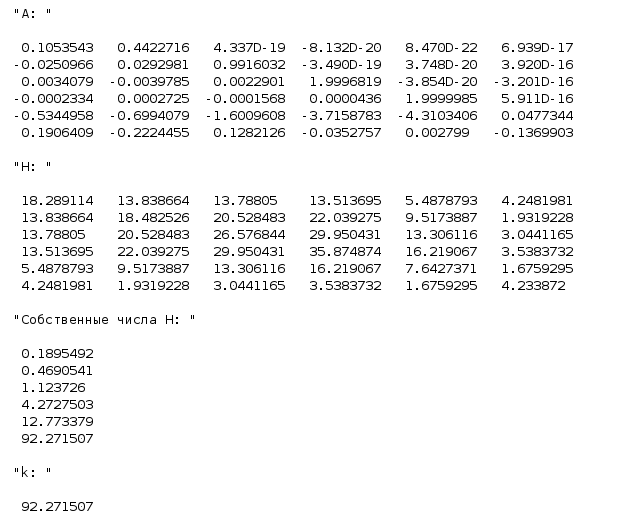 "A: "
0.1053543 0.4422716 4.337D-19 -8.132D-20 8.470D-22 6.939D-17
-0.0250966 0.0292981 0.9916032 -3.490D-19 3.748D-20 3.920D-16
0.0034079 -0.0039785 0.0022901 1.9996819 -3.854D-20 -3.201D-16
-0.0002334 0.0002725 -0.0001568 0.0000436 1.9999985 5.911D-16
-0.5344958 -0.6994079 -1.6009608 -3.7158783 -4.3103406 0.0477344
0.1906409 -0.2224455 0.1282126 -0.0352757 0.002799 -0.1369903
"H: "
18.289114 13.838664 13.78805 13.513695 5.4878793 4.2481981
13.838664 18.482526 20.528483 22.039275 9.5173887 1.9319228
13.78805 20.528483 26.576844 29.950431 13.306116 3.0441165
13.513695 22.039275 29.950431 35.874874 16.219067 3.5383732
5.4878793 9.5173887 13.306116 16.219067 7.6427371 1.6759295
4.2481981 1.9319228 3.0441165 3.5383732 1.6759295 4.233872
"Собственные числа H: "
0.1895492
0.4690541
1.123726
4.2727503
12.773379
92.271507
"k: "
92.271507